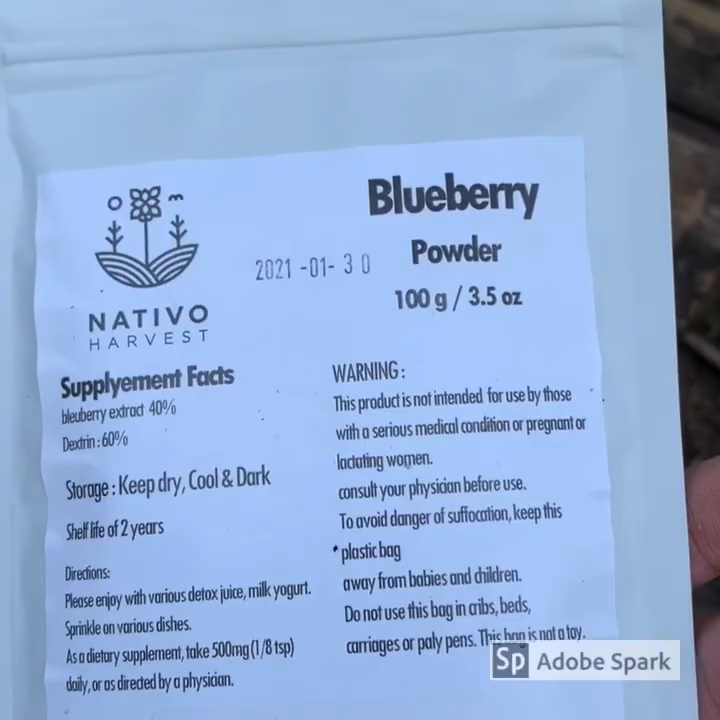 Blueberry
Powder
100 g / 3.5 oz
2021 -01- 3 0
NATIVO
HARVEST
Supplyement Facts
bleuberry extract 40%
Dextrin : 60%
Storage : Keep dry, Cool & Dark
Shelf life of 2 years
Directions:
Please enjoy with various detox juice, milk yogurt.
Sprinkle on various dishes.
As a dietary supplement, take 500mg (1/8 tsp)
daily, or as directed by a physician.
WARNING :
This product is not intended for use by those
with a serious medical condition or pregnant or
lactating women.
consult your physician before use.
To avoid danger of suffocation, keep this
plastic bag
away from babies and children.
Do not use this bag in cribs, beds,
carriages or paly pens. This bag is not a toy.
Sp Adobe Spark